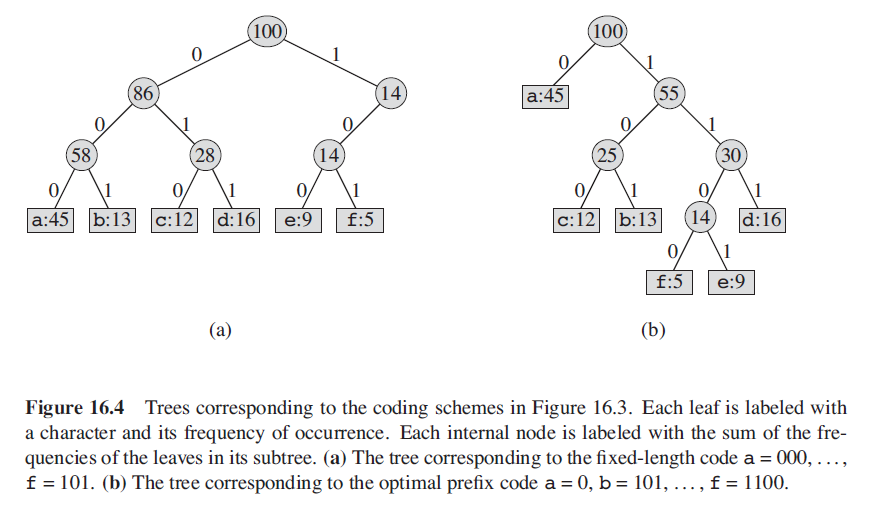 100 100
0 1 0 1
86 14 a:45 55
0 1 0 0 1
58 28 14 25 30
0 1 0 1 0 1 0 1 0 1
a:45 b:13 c:12 d:16 e:9 f:5 c:12 b:13 14 d:16
0 1
f:5 e:9
(a) (b)
Figure 16.4 Trees corresponding to the coding schemes in Figure 16.3. Each leaf is labeled with
a character and its frequency of occurrence. Each internal node is labeled with the sum of the fre-
quencies of the leaves in its subtree. (a) The tree corresponding to the fixed-length code a = 000, ...,
f = 101. (b) The tree corresponding to the optimal prefix code a = 0, b = 101, ..., f = 1100.